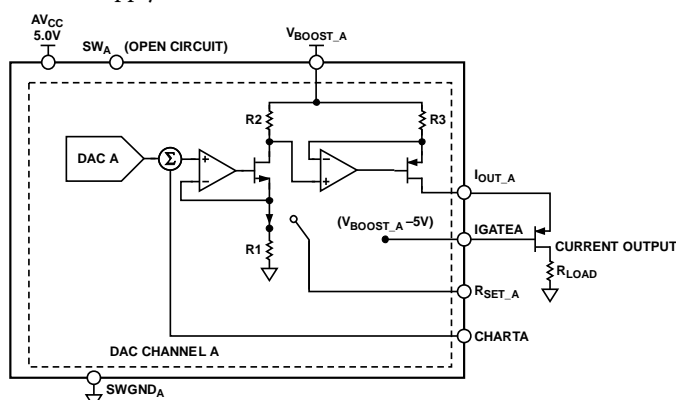 AVCC
5.0V
SWA (OPEN CIRCUIT)
VBOOST_A
R2
R3
DAC A
Σ
+
–
–
+
IOUT_A
(VBOOST_A –5V)
IGATEA
CURRENT OUTPUT
R1
RLOAD
RSET_A
CHARTA
DAC CHANNEL A
SWGNDA